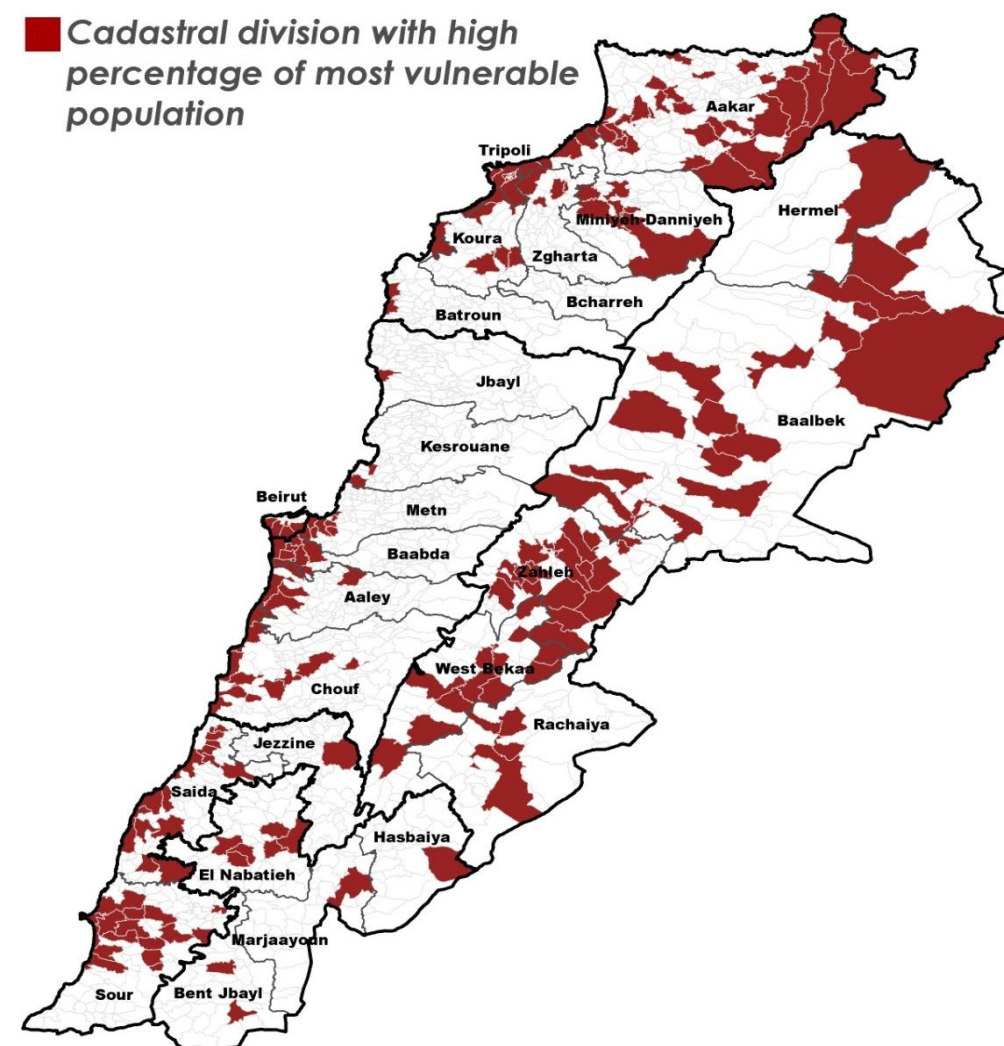 Cadastral division with high
percentage of most vulnerable
population
Aakar
Tripoli
Hermel
Miniyeh-Danniyeh
Koura
Zgharta
Bcharreh
Batroun
Jbayl
Baalbek
Kesrouane
Beirut
Metn
Baabda
Zahleh
Aaley
West Bekaa
Chouf
Rachaiya
Jezzine
Saida
Hasbaiya
El Nabatieh
Marjaayoun
Sour
Bent Jbayl